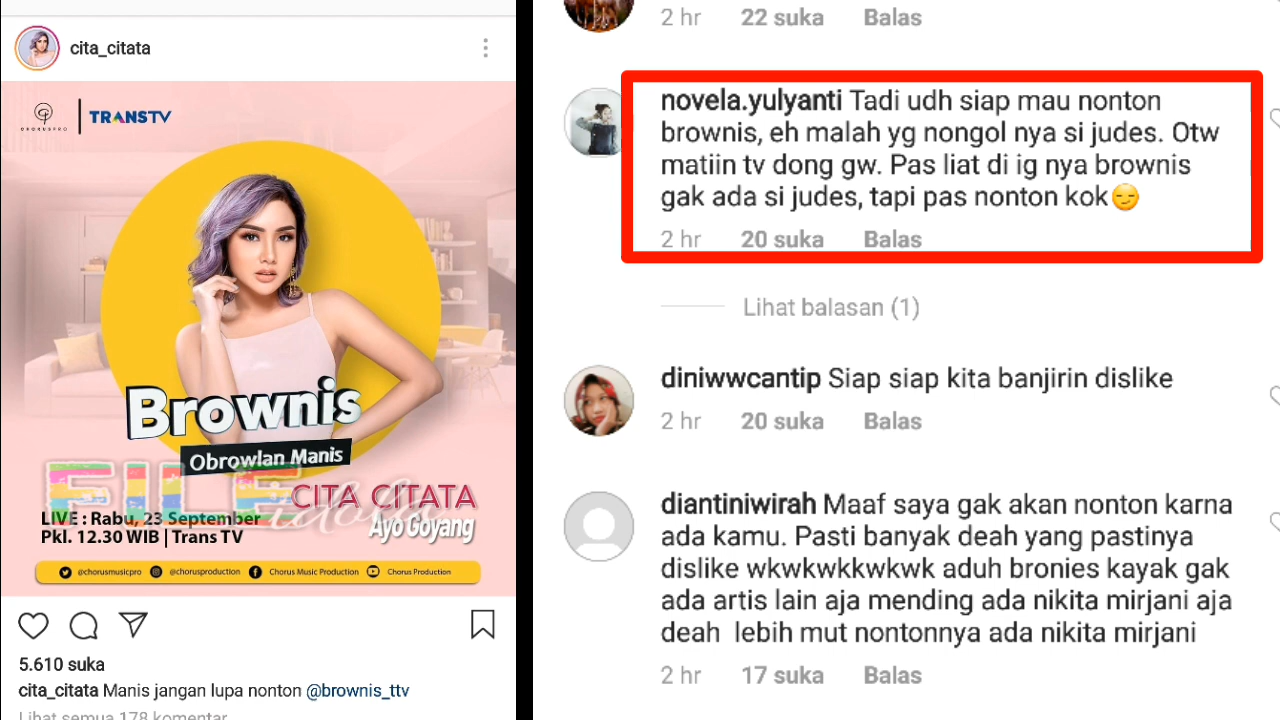 cita_citata
CHORUSPRO
TRANSTV
Brownis
Obrowlan Manis
FILE
CITA CITATA
Ayo Goyang
LIVE : Rabu, 23 September
Pkl. 12.30 WIB | Trans TV
@chorusmusicpro @chorusproduction Chorus Music Production Chorus Production
5.610 suka
cita_citata Manis jangan lupa nonton @brownis_ttv
Lihat semua 178 komentar
2 hr 22 suka Balas
novela.yulyanti Tadi udh siap mau nonton
brownis, eh malah yg nongol nya si judes. Otw
matiin tv dong gw. Pas liat di ig nya brownis
gak ada si judes, tapi pas nonton kok😏
2 hr 20 suka Balas
Lihat balasan (1)
diniwwcantip Siap siap kita banjirin dislike
2 hr 20 suka Balas
diantiniwirah Maaf saya gak akan nonton karna
ada kamu. Pasti banyak deah yang pastinya
dislike wkwkwkkwkwk aduh bronies kayak gak
ada artis lain aja mending ada nikita mirjani aja
deah lebih mut nontonnya ada nikita mirjani
2 hr 17 suka Balas